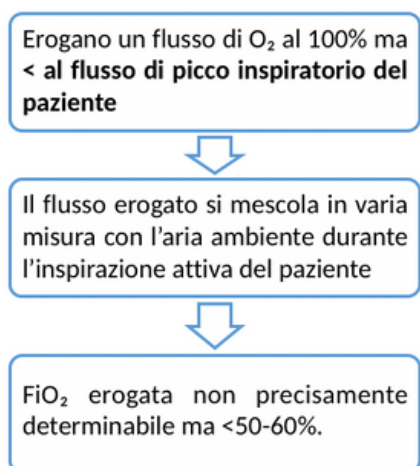 Erogano un flusso di O₂ al 100% ma
< al flusso di picco inspiratorio del
paziente
Il flusso erogato si mescola in varia
misura con l’aria ambiente durante
l’inspirazione attiva del paziente
FiO₂ erogata non precisamente
determinabile ma <50-60%.